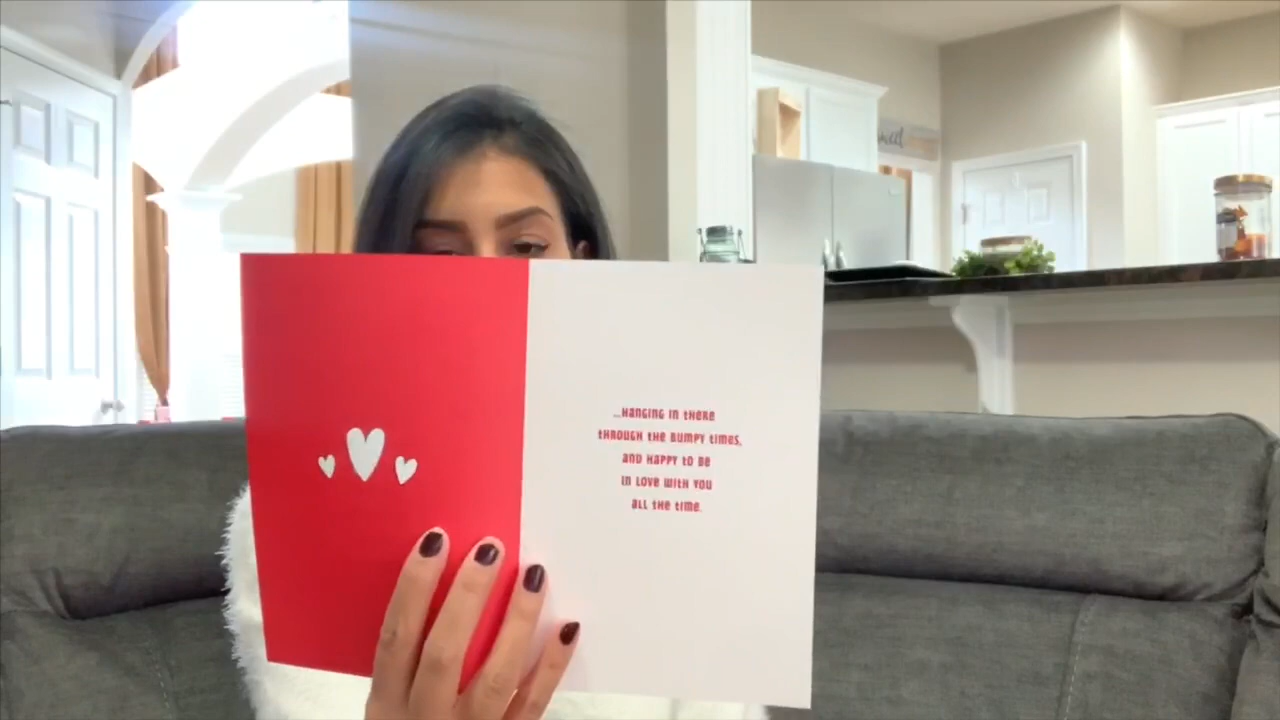 ...Hanging in there
through the bumpy times,
and happy to be
in love with you
all the time.